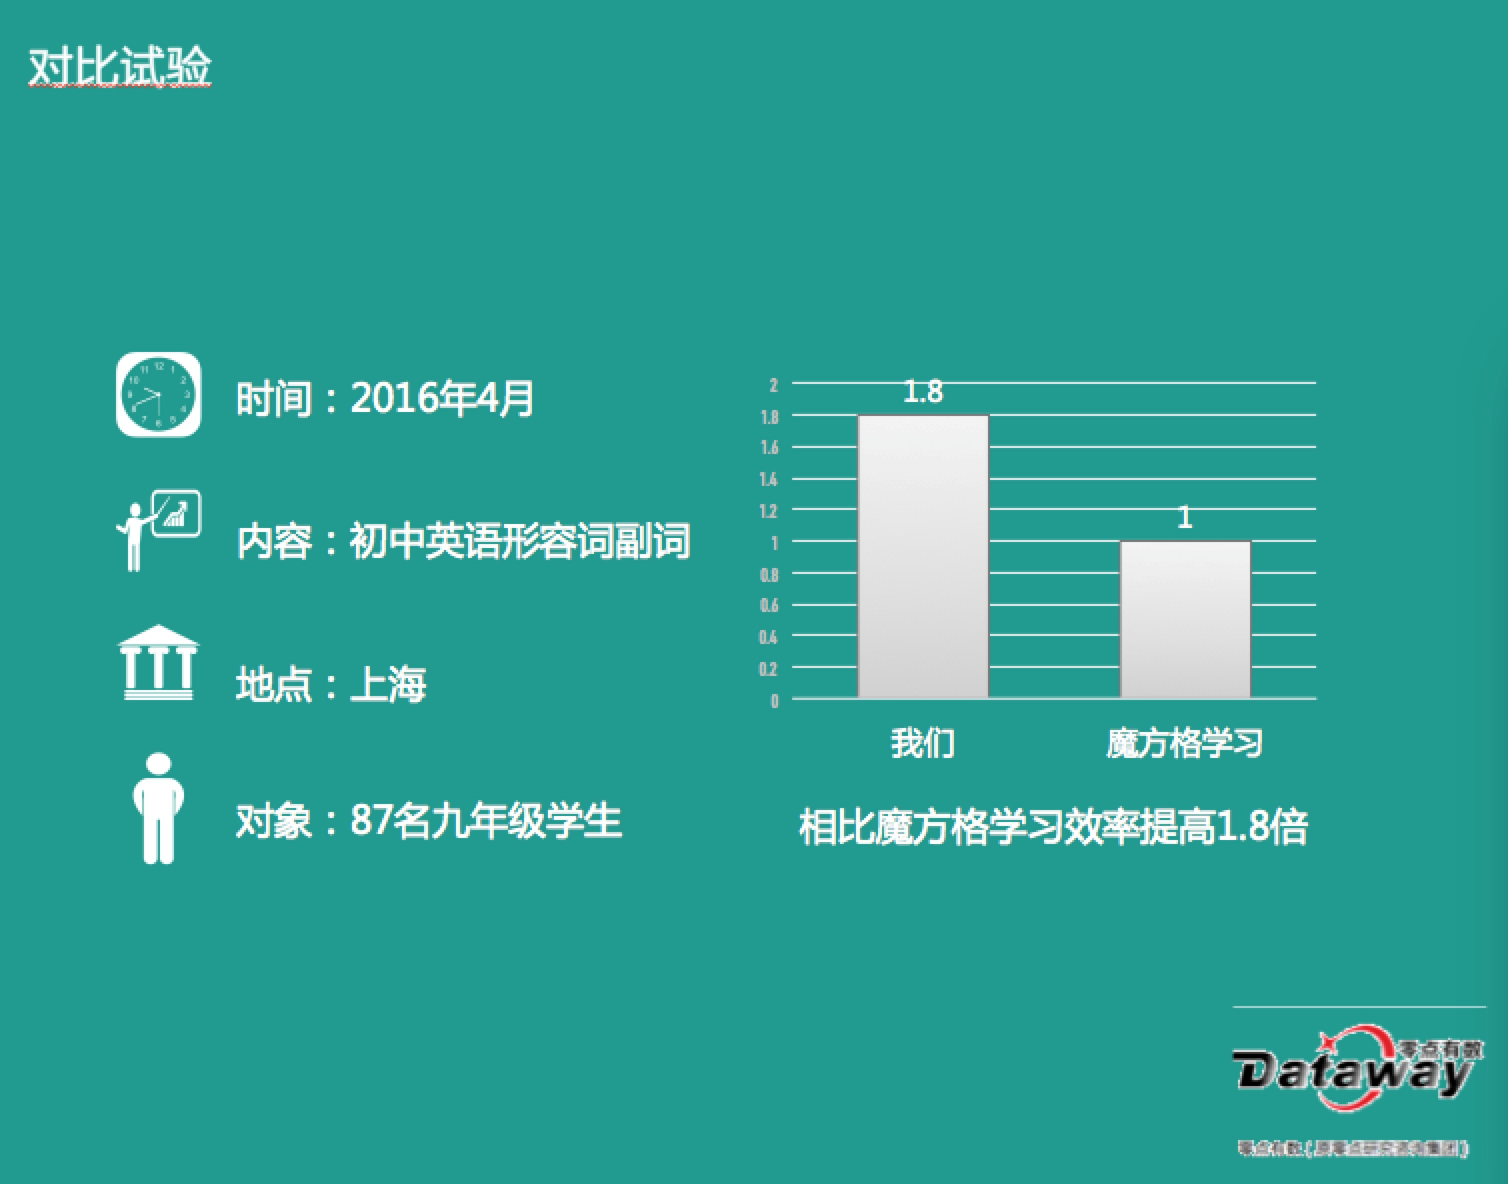 对比试验
时间：2016年4月
内容：初中英语形容词副词
地点：上海
对象：87名九年级学生
2
1.8
1.6
1.4
1.2
1
0.8
0.6
0.4
0.2
0
1.8
1
我们
魔方格学习
相比魔方格学习效率提高1.8倍
零点有数
Dataway
零点有数